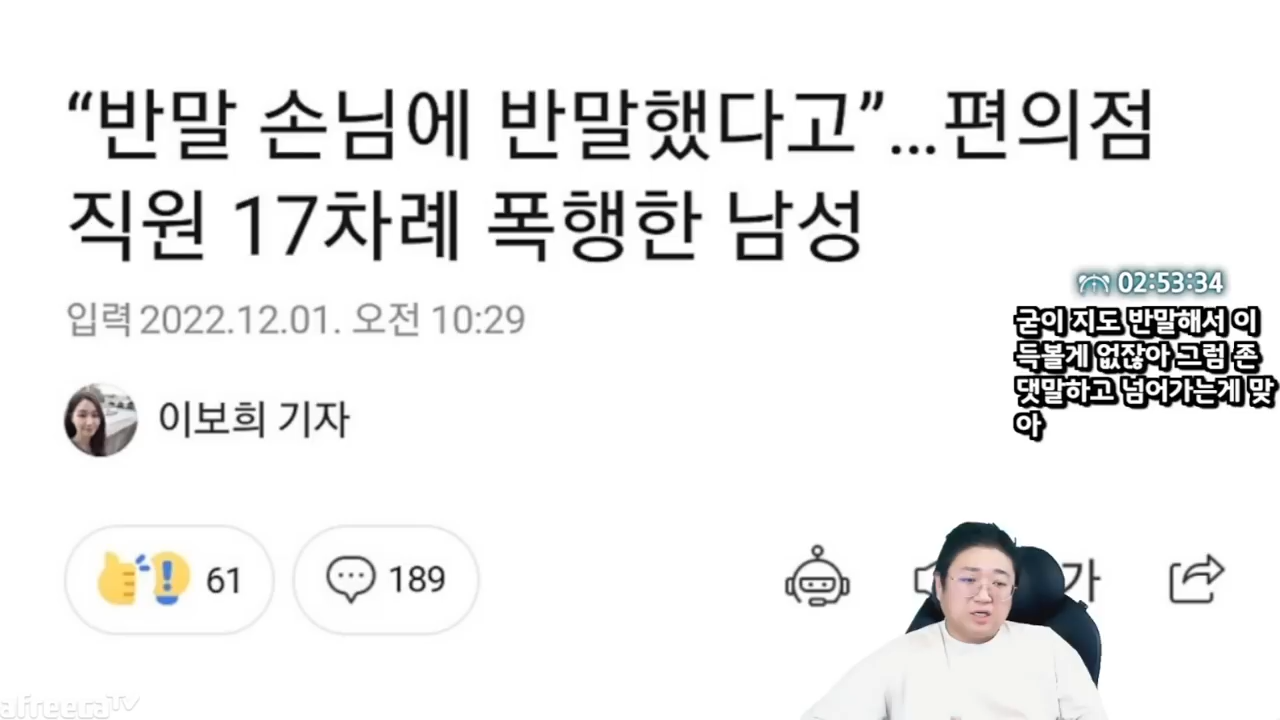 “반말 손님에 반말했다고”...편의점
직원 17차례 폭행한 남성
입력 2022.12.01. 오전 10:29
이보희 기자
02:53:34
굳이 지도 반말해서 이
득볼게 없잖아 그럼 존
댓말하고 넘어가는게 맞
아
61
189
가
afreecaTV